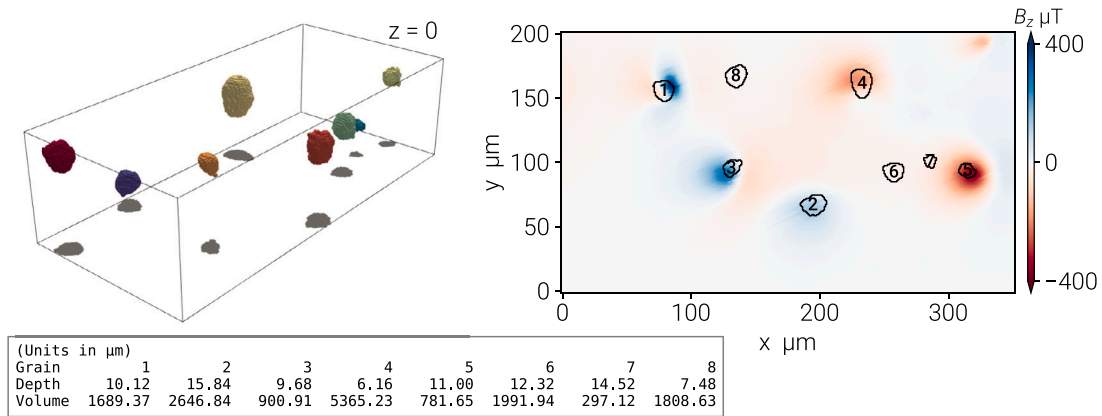 z = 0
B_z μT
200
150
100
50
0
y μm
0
100
200
300
x μm
1
8
4
3
6
7
5
2
400
0
−400
(Units in μm)
Grain 1 2 3 4 5 6 7 8
Depth 10.12 15.84 9.68 6.16 11.00 12.32 14.52 7.48
Volume 1689.37 2646.84 900.91 5365.23 781.65 1991.94 297.12 1808.63